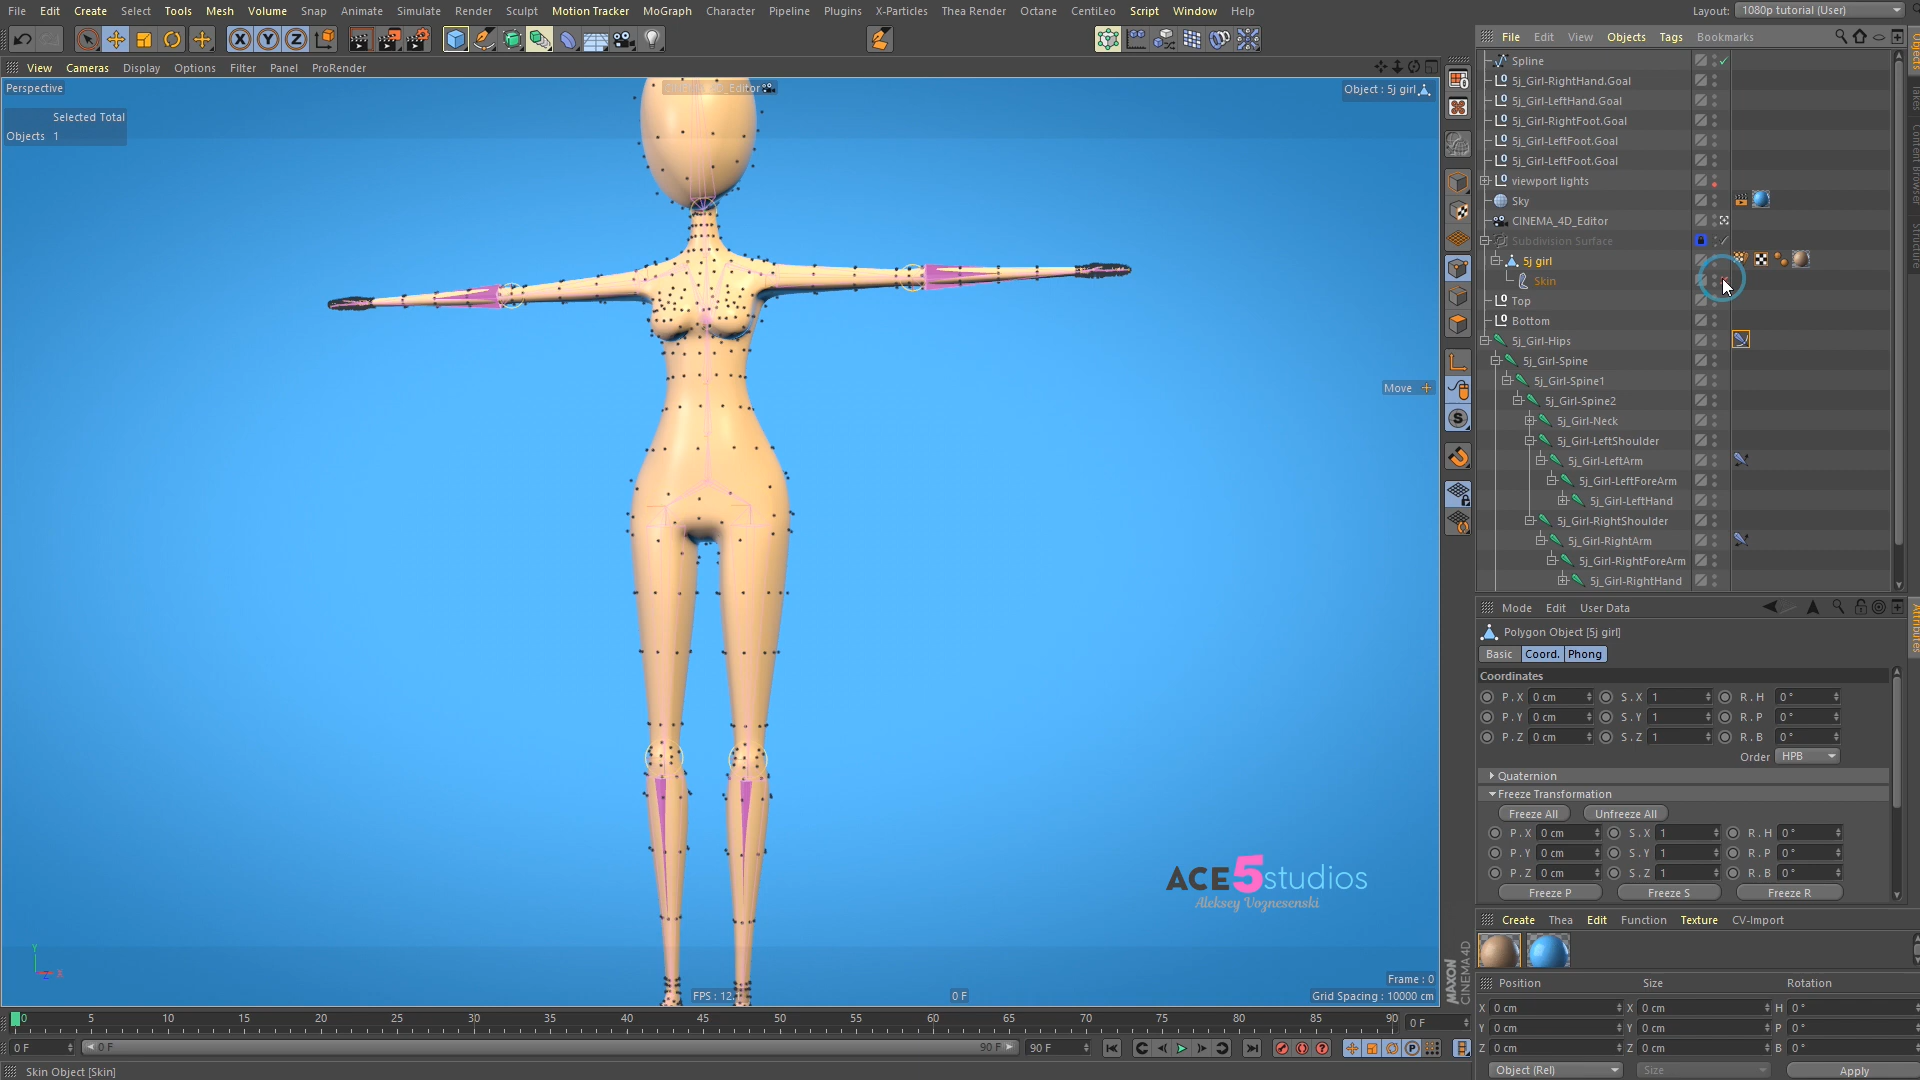 File Edit Create Select Tools Mesh Volume Snap Animate Simulate Render Sculpt Motion Tracker MoGraph Character Pipeline Plugins X-Particles Thea Render Octane CentiLeo Script Window Help
Layout: 1080p tutorial (User)
File Edit View Objects Tags Bookmarks
View Cameras Display Options Filter Panel ProRender
Perspective
Object : 5j girl
Selected Total
Objects 1
Move
Spline
5j_Girl-RightHand.Goal
5j_Girl-LeftHand.Goal
5j_Girl-RightFoot.Goal
5j_Girl-LeftFoot.Goal
5j_Girl-LeftFoot.Goal
viewport lights
Sky
CINEMA_4D_Editor
Subdivision Surface
5j girl
Skin
Top
Bottom
5j_Girl-Hips
5j_Girl-Spine
5j_Girl-Spine1
5j_Girl-Spine2
5j_Girl-Neck
5j_Girl-LeftShoulder
5j_Girl-LeftArm
5j_Girl-LeftForeArm
5j_Girl-LeftHand
5j_Girl-RightShoulder
5j_Girl-RightArm
5j_Girl-RightForeArm
5j_Girl-RightHand
Objects
Takes
Content Browser
Structure
Mode Edit User Data
Attributes
Polygon Object [5j girl]
Basic Coord. Phong
Coordinates
P . X 0 cm S . X 1 R . H 0 °
P . Y 0 cm S . Y 1 R . P 0 °
P . Z 0 cm S . Z 1 R . B 0 °
Order HPB
Quaternion
Freeze Transformation
Freeze All Unfreeze All
P . X 0 cm S . X 1 R . H 0 °
P . Y 0 cm S . Y 1 R . P 0 °
P . Z 0 cm S . Z 1 R . B 0 °
Freeze P Freeze S Freeze R
Create Thea Edit Function Texture CV-Import
ACE5studios
Aleksey Voznesenski
MAXON
CINEMA4D
Y
X
FPS : 12.
0 F
Frame : 0
Grid Spacing : 10000 cm
0 5 10 15 20 25 30 35 40 45 50 55 60 65 70 75 80 85 90 0 F
0 F 0 F 90 F 90 F
Position Size Rotation
X 0 cm X 0 cm H 0 °
Y 0 cm Y 0 cm P 0 °
Z 0 cm Z 0 cm B 0 °
Object (Rel) Size Apply
Skin Object [Skin]